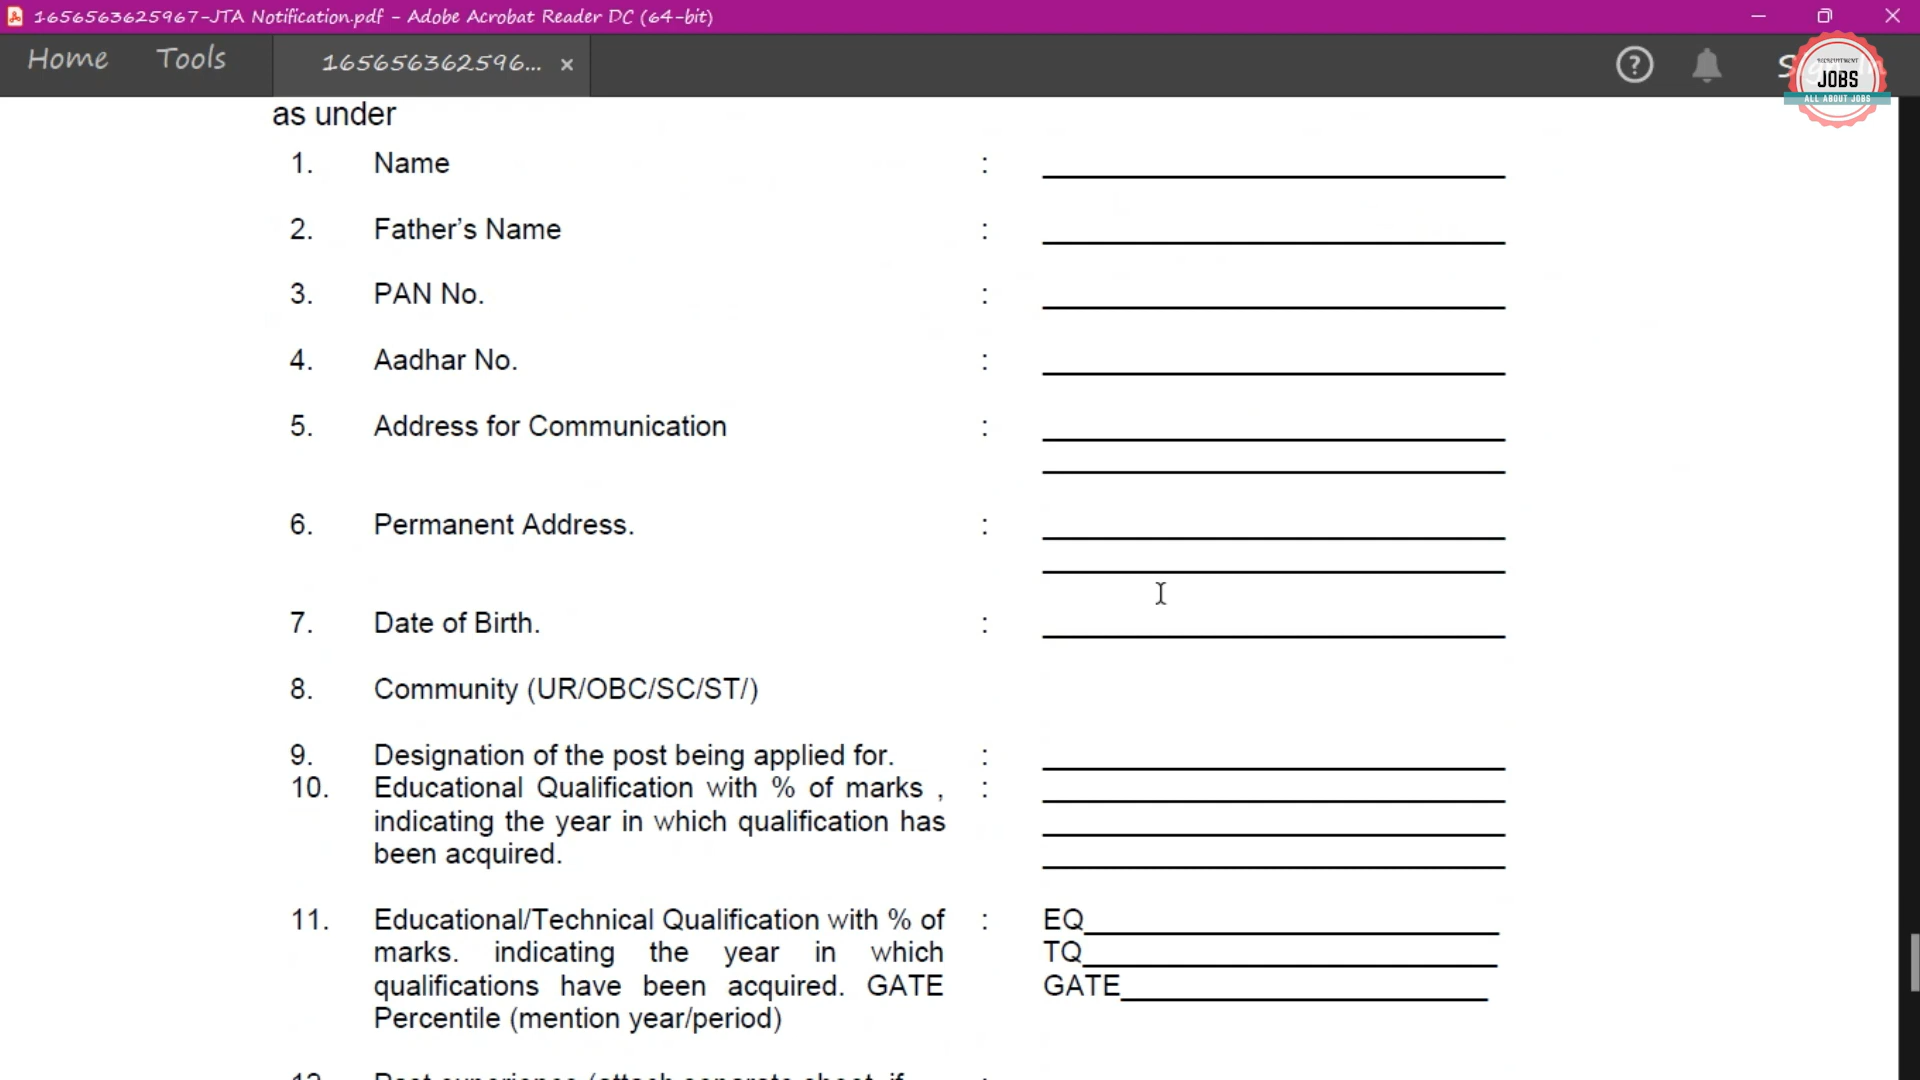 1656563625967-JTA Notification.pdf - Adobe Acrobat Reader DC (64-bit)
Home Tools 165656362596... ×
RECRUITMENT
JOBS
ALL ABOUT JOBS
as under
1. Name :
2. Father's Name :
3. PAN No. :
4. Aadhar No. :
5. Address for Communication :
6. Permanent Address. :
7. Date of Birth. :
8. Community (UR/OBC/SC/ST/)
9. Designation of the post being applied for. :
10. Educational Qualification with % of marks , :
indicating the year in which qualification has
been acquired.
11. Educational/Technical Qualification with % of : EQ
marks. indicating the year in which TQ
qualifications have been acquired. GATE GATE
Percentile (mention year/period)